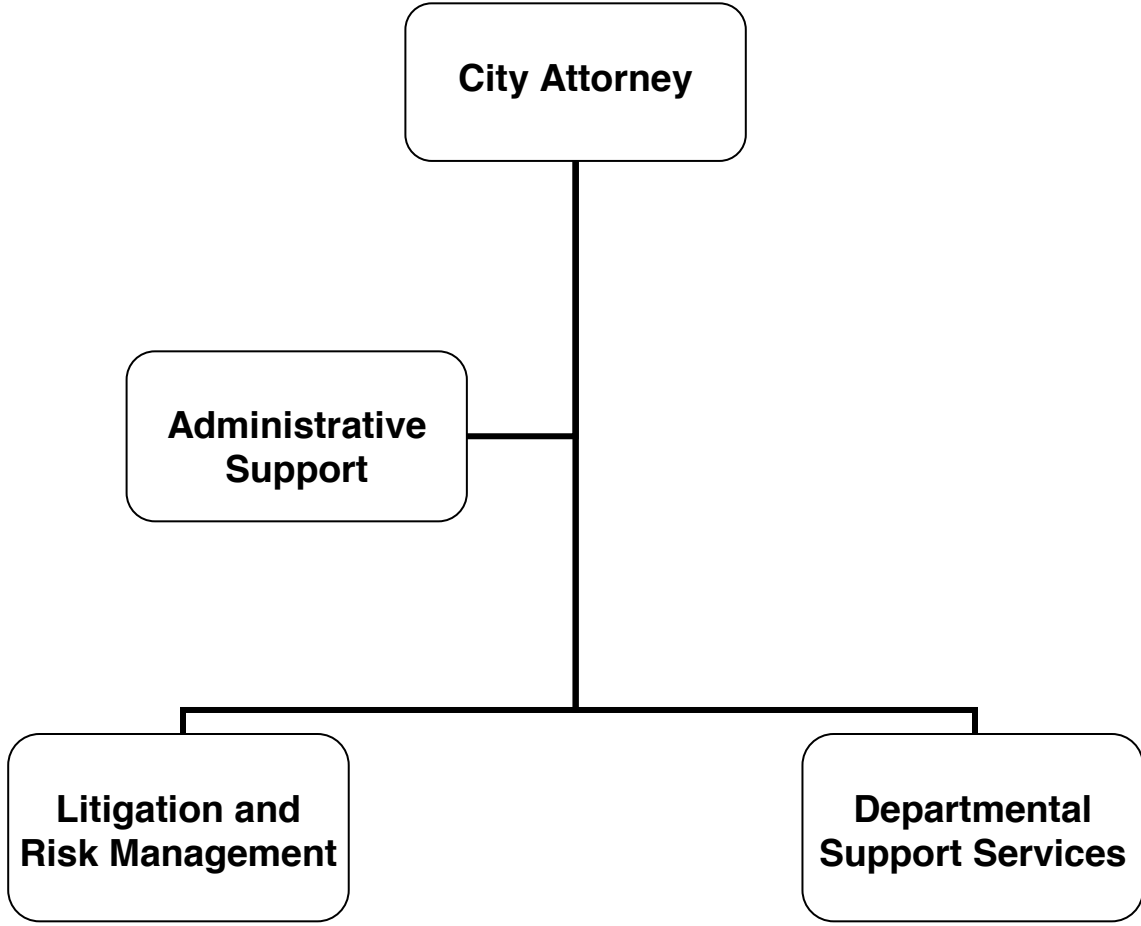 City Attorney
Administrative
Support
Litigation and
Risk Management
Departmental
Support Services